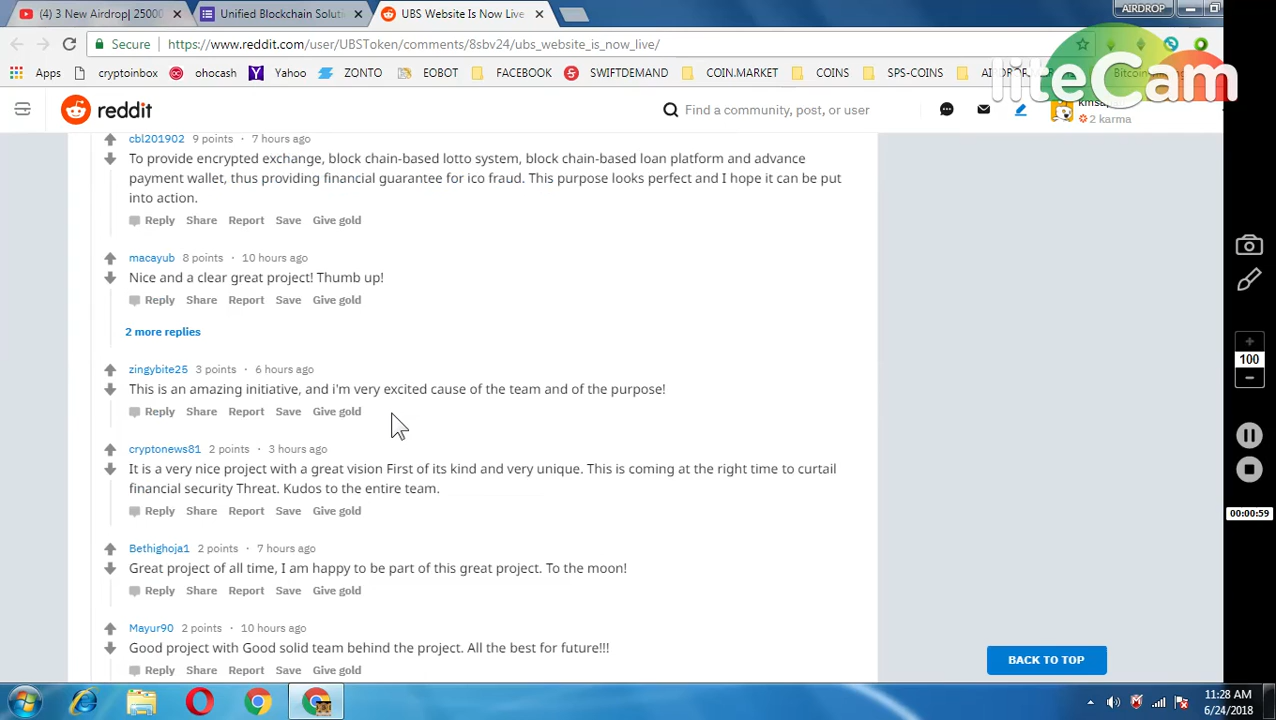 (4) 3 New Airdrop| 25000
Unified Blockchain Soluti
UBS Website Is Now Live
AIRDROP
Secure
https://www.reddit.com/user/UBSToken/comments/8sbv24/ubs_website_is_now_live/
Apps
cryptoinbox
ohocash
Yahoo
ZONTO
EOBOT
FACEBOOK
SWIFTDEMAND
COIN.MARKET
COINS
SPS-COINS
liteCam
reddit
Find a community, post, or user
2 karma
cbl201902 9 points · 7 hours ago
To provide encrypted exchange, block chain-based lotto system, block chain-based loan platform and advance
payment wallet, thus providing financial guarantee for ico fraud. This purpose looks perfect and I hope it can be put
into action.
Reply Share Report Save Give gold
macayub 8 points · 10 hours ago
Nice and a clear great project! Thumb up!
Reply Share Report Save Give gold
2 more replies
zingybite25 3 points · 6 hours ago
This is an amazing initiative, and i'm very excited cause of the team and of the purpose!
Reply Share Report Save Give gold
cryptonews81 2 points · 3 hours ago
It is a very nice project with a great vision First of its kind and very unique. This is coming at the right time to curtail
financial security Threat. Kudos to the entire team.
Reply Share Report Save Give gold
Bethighoja1 2 points · 7 hours ago
Great project of all time, I am happy to be part of this great project. To the moon!
Reply Share Report Save Give gold
Mayur90 2 points · 10 hours ago
Good project with Good solid team behind the project. All the best for future!!!
Reply Share Report Save Give gold
BACK TO TOP
100
00:00:59
11:28 AM
6/24/2018